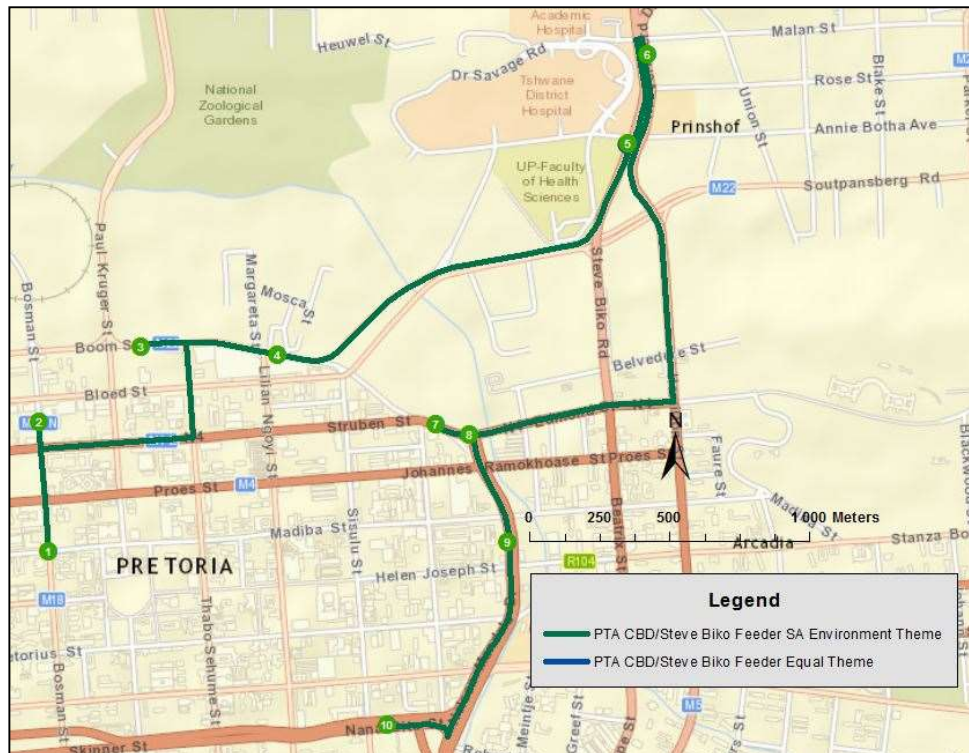 Academic
Hospital
Malan St
Heuwel St
Dr Savage Rd
6
Rose St
Blake St
Union St
National
Zoological
Gardens
Tshwane
District
Hospital
Prinshof
Annie Botha Ave
5
UP-Faculty
of Health
Sciences
M22
Soutpansberg
Rd
Paul Kruger St
Bosman St
Margareta St
Mosca St
Steve Biko Rd
Boom S
3
4
Belvedere St
Bloed St
Lilian Ngoyi St
2
7
8
Struben St
N
Johannes Ramokhoase St
Proes St
Faure St
Proes St
M4
0
250
500
1 000 Meters
Madiba St
Sisulu St
9
Beatrix St
Arcadia
Stanza Bo
1
PRETORIA
Helen Joseph St
R104
M18
Legend
PTA CBD/Steve Biko Feeder SA Environment Theme
PTA CBD/Steve Biko Feeder Equal Theme
etorius St
Bosman St
Thabo Sehume St
10
Nana
Skinner St
Meintje S
Greef St
M5